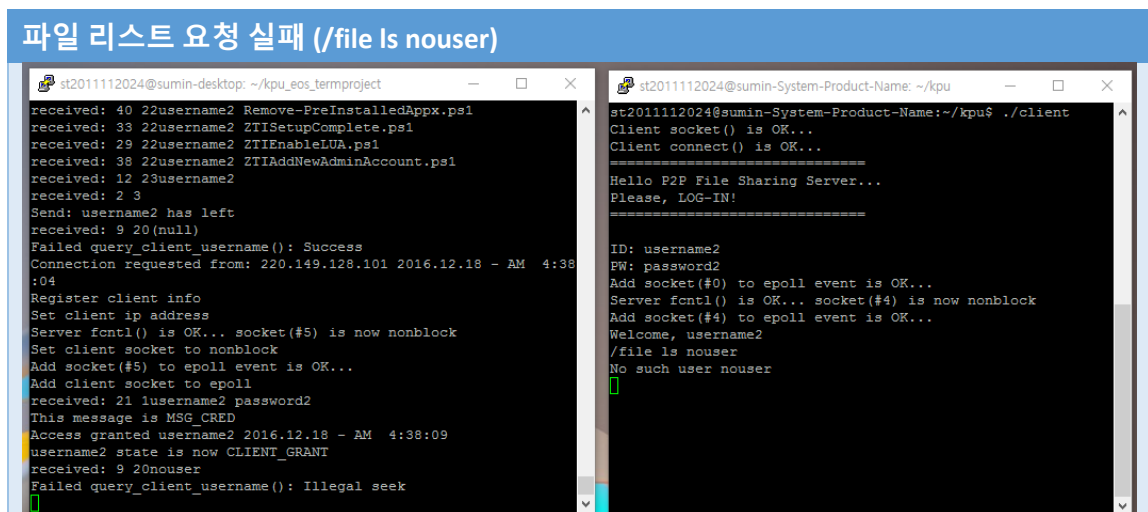 파일 리스트 요청 실패 (/file ls nouser)
st2011112024@sumin-desktop: ~/kpu_eos_termproject
received: 40 22username2 Remove-PreInstalledAppx.ps1
received: 33 22username2 ZTISetupComplete.ps1
received: 29 22username2 ZTIEnableLUA.ps1
received: 38 22username2 ZTIAddNewAdminAccount.ps1
received: 12 23username2
received: 2 3
Send: username2 has left
received: 9 20(null)
Failed query_client_username(): Success
Connection requested from: 220.149.128.101 2016.12.18 - AM  4:38
:04
Register client info
Set client ip address
Server fcntl() is OK... socket(#5) is now nonblock
Set client socket to nonblock
Add socket(#5) to epoll event is OK...
Add client socket to epoll
received: 21 1username2 password2
This message is MSG_CRED
Access granted username2 2016.12.18 - AM  4:38:09
username2 state is now CLIENT_GRANT
received: 9 20nouser
Failed query_client_username(): Illegal seek
st2011112024@sumin-System-Product-Name: ~/kpu
st2011112024@sumin-System-Product-Name:~/kpu$ ./client
Client socket() is OK...
Client connect() is OK...
==============================
Hello P2P File Sharing Server...
Please, LOG-IN!
==============================
ID: username2
PW: password2
Add socket(#0) to epoll event is OK...
Server fcntl() is OK... socket(#4) is now nonblock
Add socket(#4) to epoll event is OK...
Welcome, username2
/file ls nouser
No such user nouser